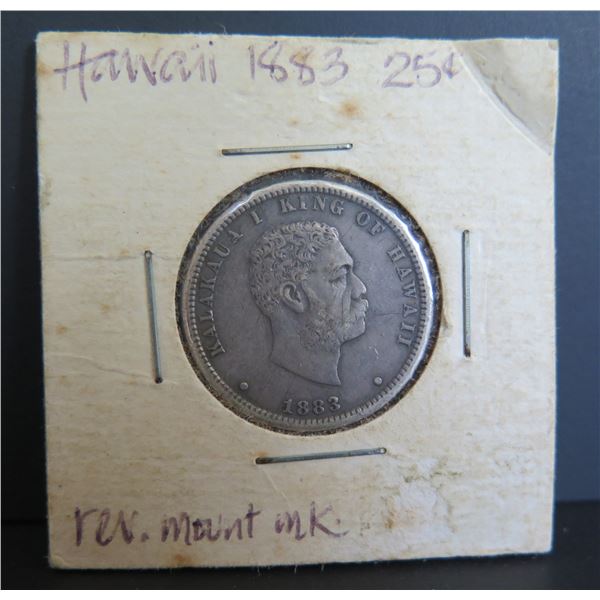 Hawaii 1883 25¢
KALAKAUA I KING OF HAWAII
1883
rev. mount mk.